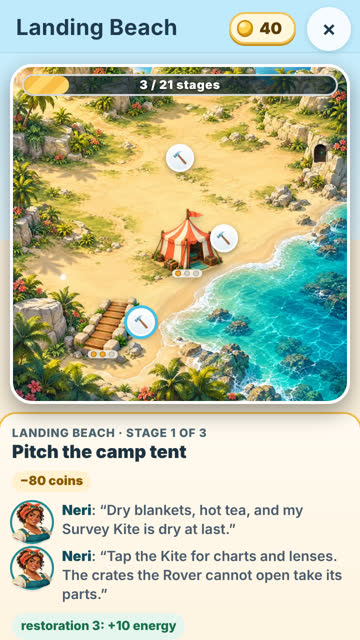 Landing Beach
40
×
3 / 21 stages
LANDING BEACH · STAGE 1 OF 3
Pitch the camp tent
−80 coins
Neri: “Dry blankets, hot tea, and my
Survey Kite is dry at last.”
Neri: “Tap the Kite for charts and lenses.
The crates the Rover cannot open take its
parts.”
restoration 3: +10 energy